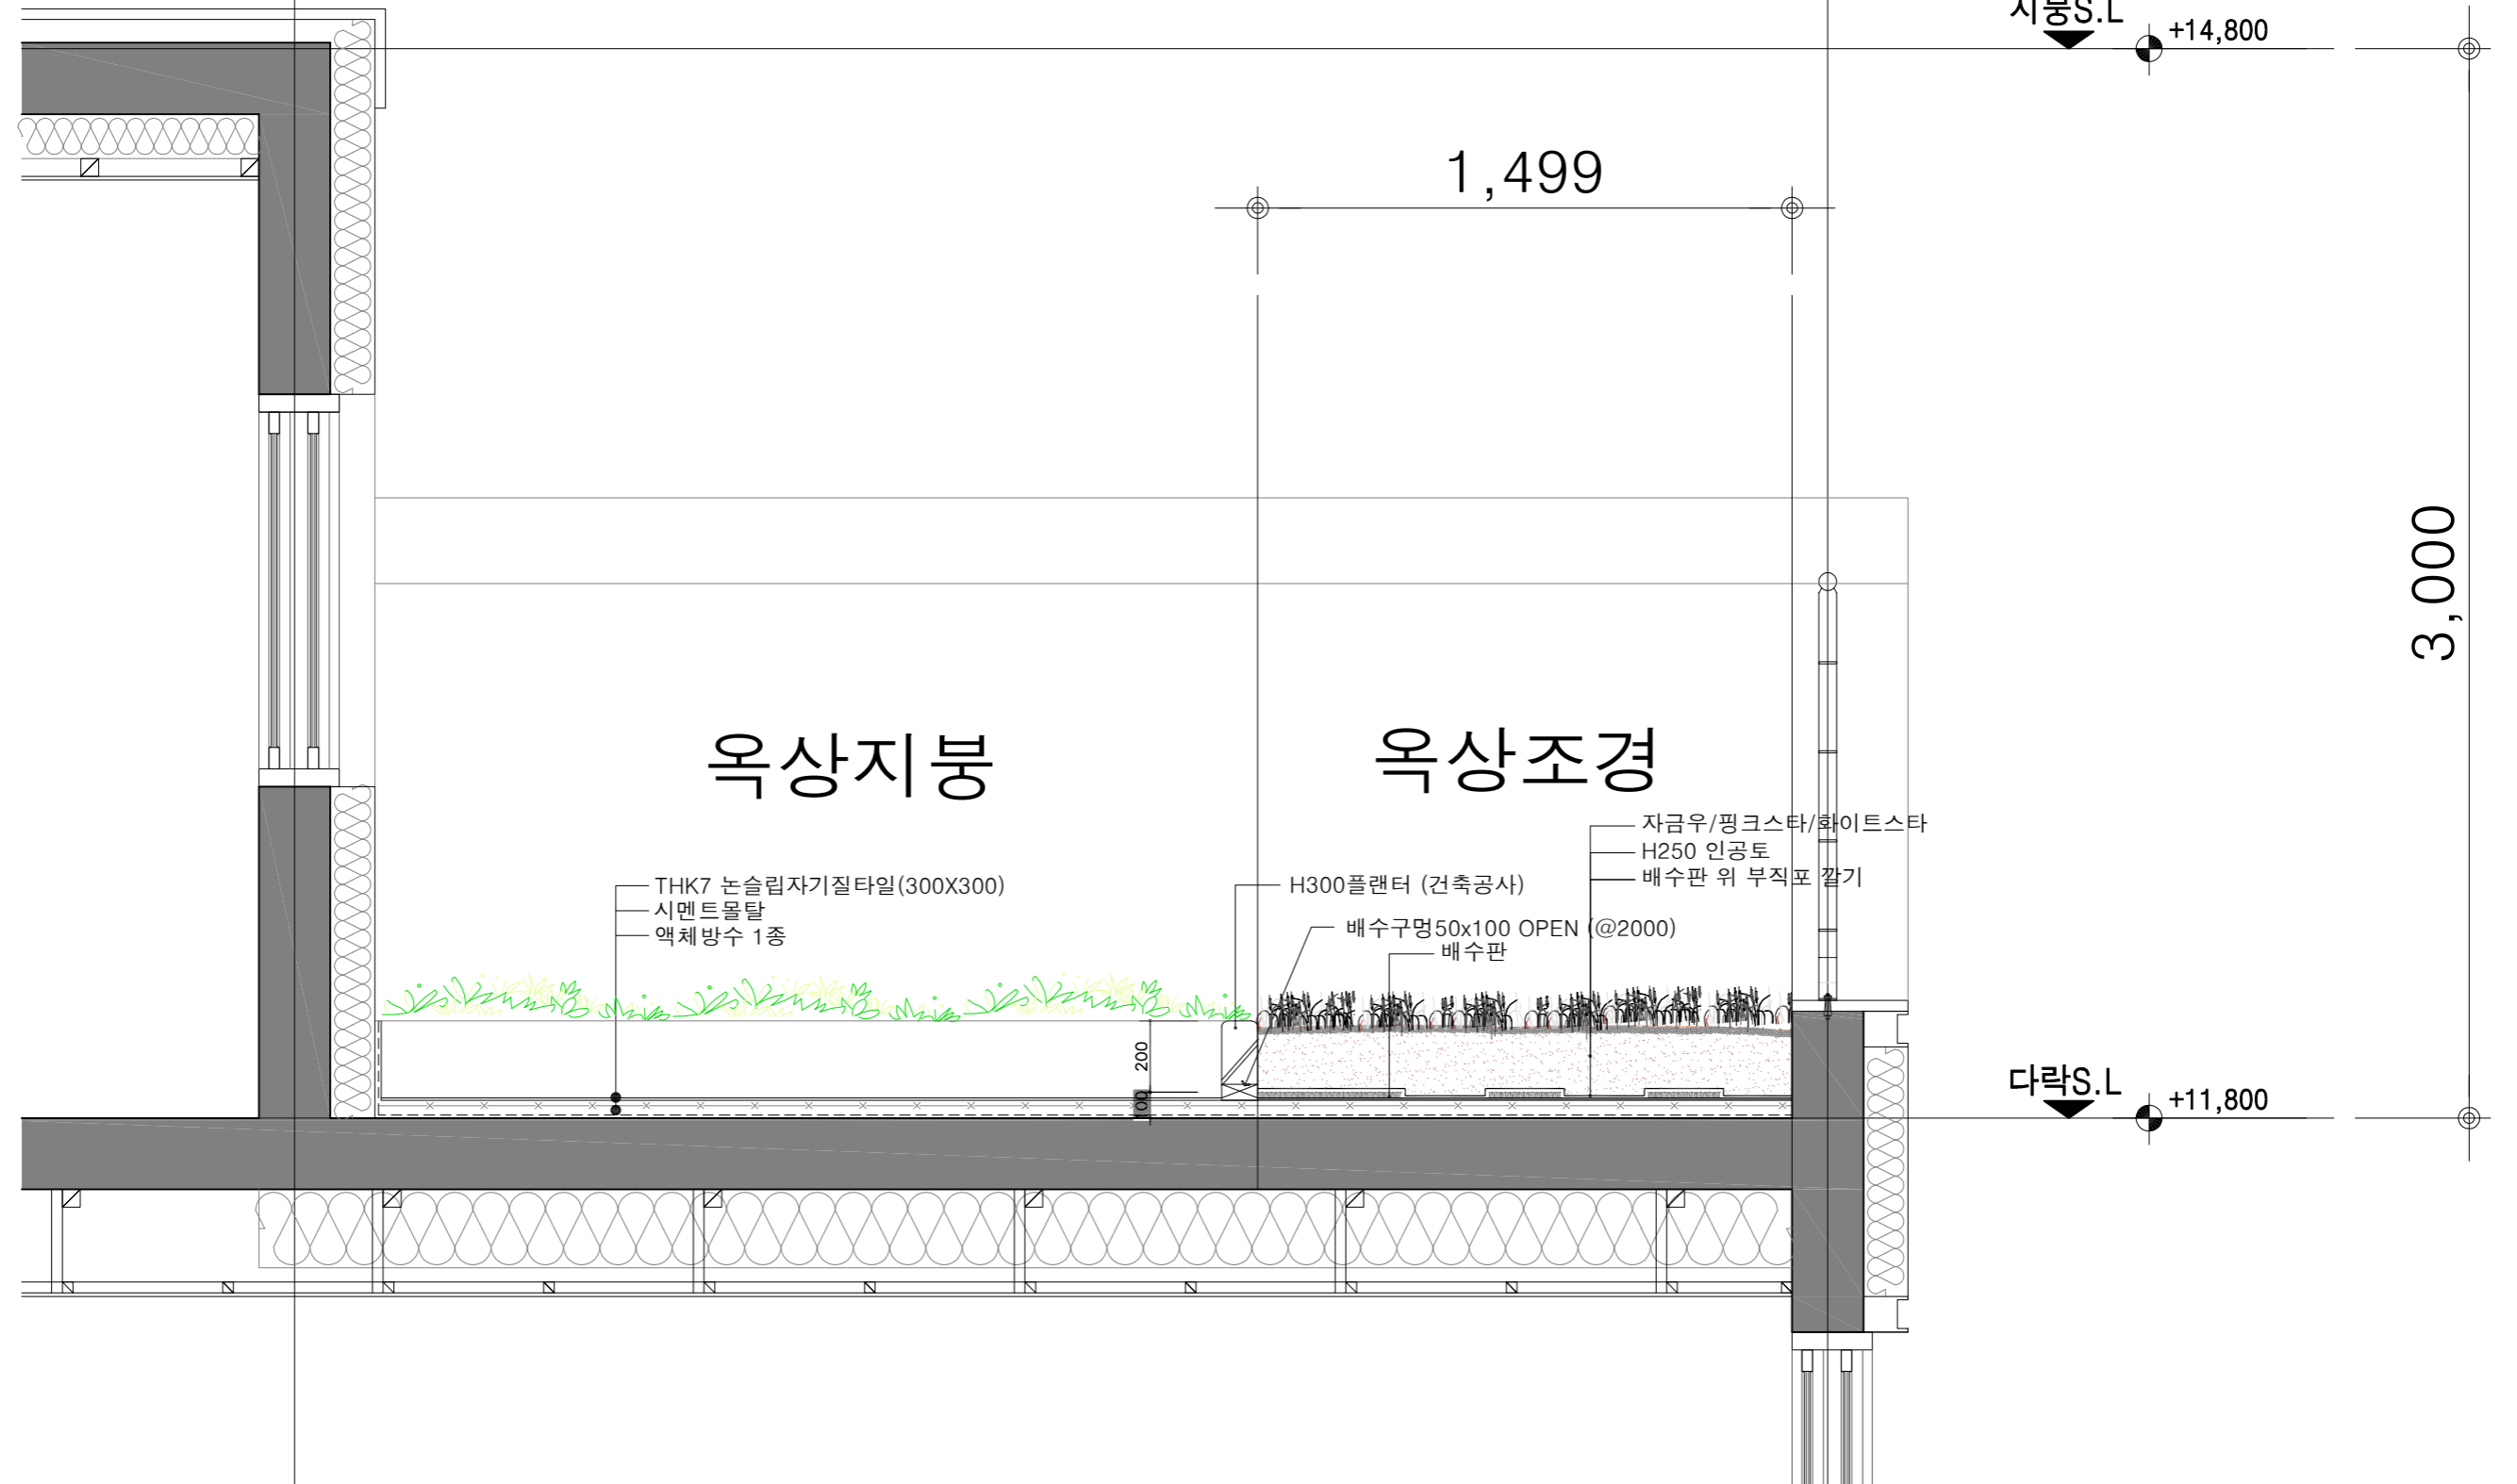 지붕S.L
+14,800
1,499
3,000
옥상지붕
옥상조경
자금우/핑크스타/화이트스타
H250 인공토
배수판 위 부직포 깔기
THK7 논슬립자기질타일(300X300)
시멘트몰탈
액체방수 1종
H300플랜터 (건축공사)
배수구멍50x100 OPEN (@2000)
배수판
200
100
다락S.L
+11,800